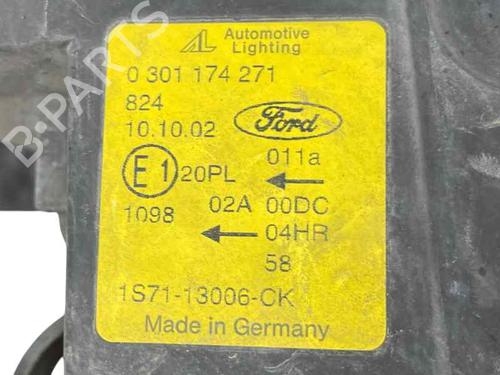 AL Automotive
Lighting
0 301 174 271
824
10.10.02 Ford
011a
E1 20PL ←
1098 02A 00DC
← 04HR
58
1S71-13006-CK
Made in Germany
B-PARTS